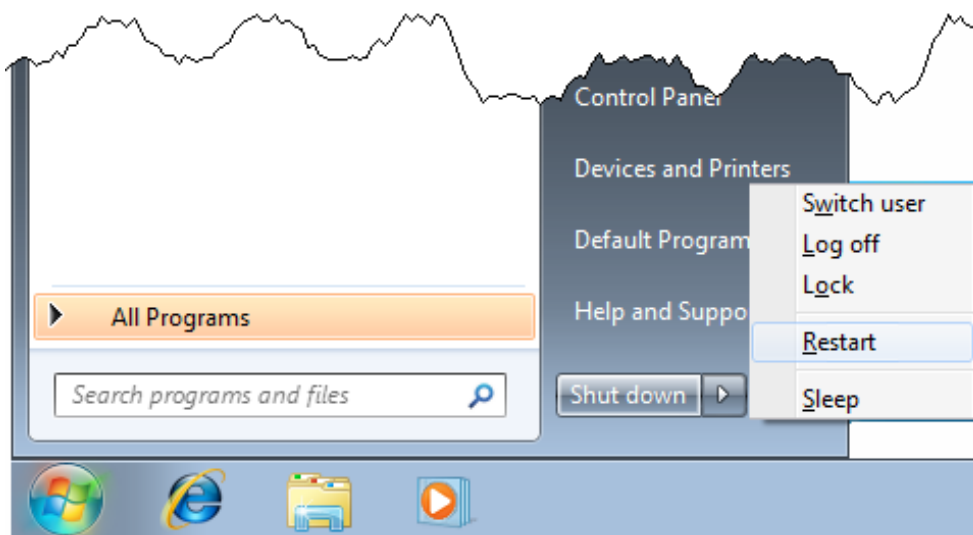 Control Panel
Devices and Printers
Default Program
Help and Suppo
All Programs
Search programs and files
Shut down
Switch user
Log off
Lock
Restart
Sleep